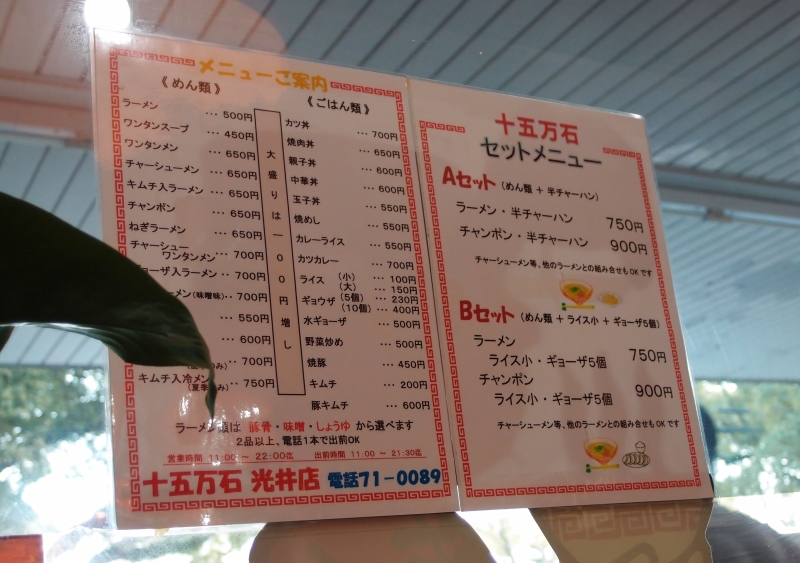 メニューご案内
《めん類》
ラーメン … 500円
ワンタンスープ … 450円
ワンタンメン … 650円
チャーシューメン … 650円
キムチ入ラーメン … 650円
チャンポン … 650円
ねぎラーメン … 650円
チャーシュー
ワンタンメン ‥ 700円
ョーザ入ラーメン ‥ 700円
ーメン(味噌味)‥ 700円
‥ 550円
‥ 600円
‥ 700円
キムチ入冷メン ‥ 750円
大盛りは一〇〇円増し
《ごはん類》
カツ丼 … 700円
焼肉丼 … 650円
親子丼 … 600円
中華丼 … 600円
玉子丼 … 550円
焼めし … 550円
カレーライス … 550円
カツカレー … 700円
ライス (小) … 100円
(大) … 150円
ギョウザ (5個) … 230円
(10個) … 400円
水ギョーザ … 500円
野菜炒め … 500円
焼豚 … 450円
キムチ … 200円
豚キムチ … 600円
ラーメン類は 豚骨・味噌・しょうゆ から選べます
2品以上、電話1本で出前OK
営業時間 11:00 ~ 22:00迄 出前時間 11:00 ~ 21:30迄
十五万石 光井店 電話71-0089
十五万石
セットメニュー
Aセット(めん類 + 半チャーハン)
ラーメン・半チャーハン 750円
チャンポン・半チャーハン 900円
チャーシューメン等、他のラーメンとの組み合せもOKです
Bセット(めん類 + ライス小 + ギョーザ5個)
ラーメン
ライス小・ギョーザ5個 750円
チャンポン
ライス小・ギョーザ5個 900円
チャーシューメン等、他のラーメンとの組み合せもOKです